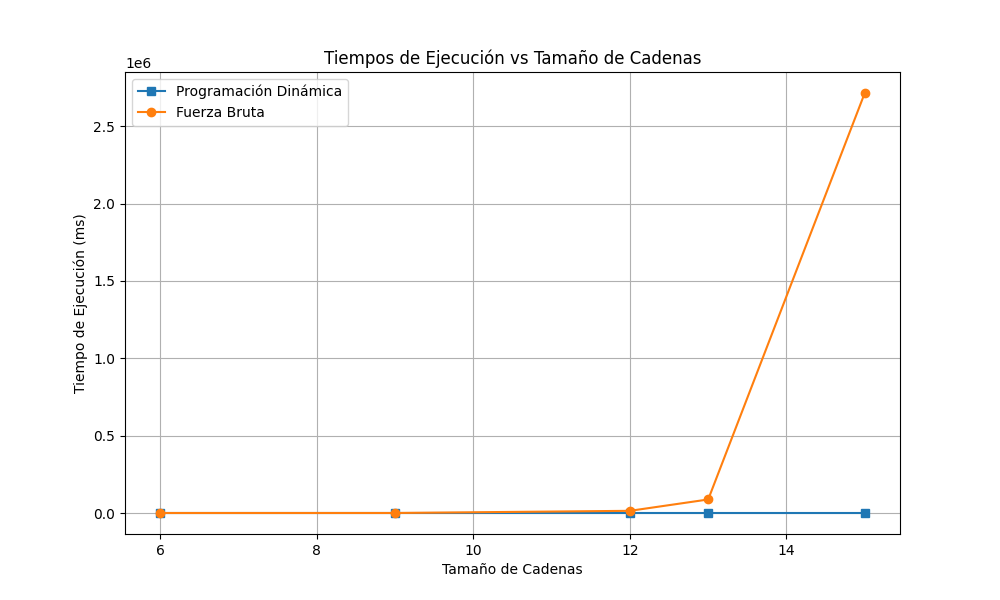 Tiempos de Ejecución vs Tamaño de Cadenas
1e6
Programación Dinámica
Fuerza Bruta
2.5
2.0
1.5
1.0
0.5
0.0
Tiempo de Ejecución (ms)
6 8 10 12 14
Tamaño de Cadenas